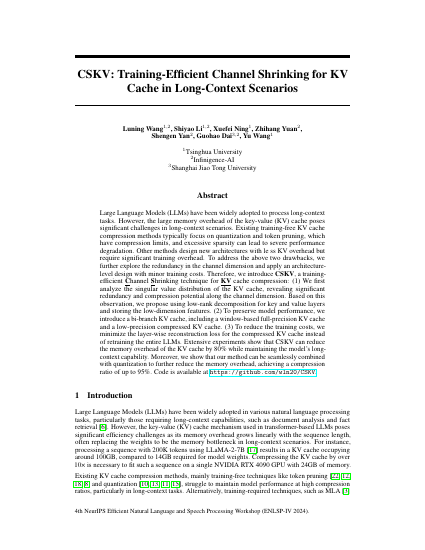 CSKV: Training-Efficient Channel Shrinking for KV
Cache in Long-Context Scenarios
Luning Wang1,2, Shiyao Li1,2, Xuefei Ning1, Zhihang Yuan2,
Shengen Yan2, Guohao Dai3,2, Yu Wang1
1Tsinghua University
2Infinigence-AI
3Shanghai Jiao Tong University
Abstract
Large Language Models (LLMs) have been widely adopted to process long-context
tasks. However, the large memory overhead of the key-value (KV) cache poses
significant challenges in long-context scenarios. Existing training-free KV cache
compression methods typically focus on quantization and token pruning, which
have compression limits, and excessive sparsity can lead to severe performance
degradation. Other methods design new architectures with le ss KV overhead but
require significant training overhead. To address the above two drawbacks, we
further explore the redundancy in the channel dimension and apply an architecture-
level design with minor training costs. Therefore, we introduce CSKV, a training-
efficient Channel Shrinking technique for KV cache compression: (1) We first
analyze the singular value distribution of the KV cache, revealing significant
redundancy and compression potential along the channel dimension. Based on this
observation, we propose using low-rank decomposition for key and value layers
and storing the low-dimension features. (2) To preserve model performance, we
introduce a bi-branch KV cache, including a window-based full-precision KV cache
and a low-precision compressed KV cache. (3) To reduce the training costs, we
minimize the layer-wise reconstruction loss for the compressed KV cache instead
of retraining the entire LLMs. Extensive experiments show that CSKV can reduce
the memory overhead of the KV cache by 80% while maintaining the model's long-
context capability. Moreover, we show that our method can be seamlessly combined
with quantization to further reduce the memory overhead, achieving a compression
ratio of up to 95%. Code is available at https://github.com/wln20/CSKV.
1 Introduction
Large Language Models (LLMs) have been widely adopted in various natural language processing
tasks, particularly those requiring long-context capabilities, such as document analysis and fact
retrieval [6]. However, the key-value (KV) cache mechanism used in transformer-based LLMs poses
significant efficiency challenges as its memory overhead grows linearly with the sequence length,
often replacing the weights to be the memory bottleneck in long-context scenarios. For instance,
processing a sequence with 200K tokens using LLaMA-2-7B [17] results in a KV cache occupying
around 100GB, compared to 14GB required for model weights. Compressing the KV cache by over
10x is necessary to fit such a sequence on a single NVIDIA RTX 4090 GPU with 24GB of memory.
Existing KV cache compression methods, mainly training-free techniques like token pruning [22, 12,
18, 8] and quantization [10, 13, 11, 15], struggle to maintain model performance at high compression
ratios, particularly in long-context tasks. Alternatively, training-required techniques, such as MLA [3,
4th NeurIPS Efficient Natural Language and Speech Processing Workshop (ENLSP-IV 2024).